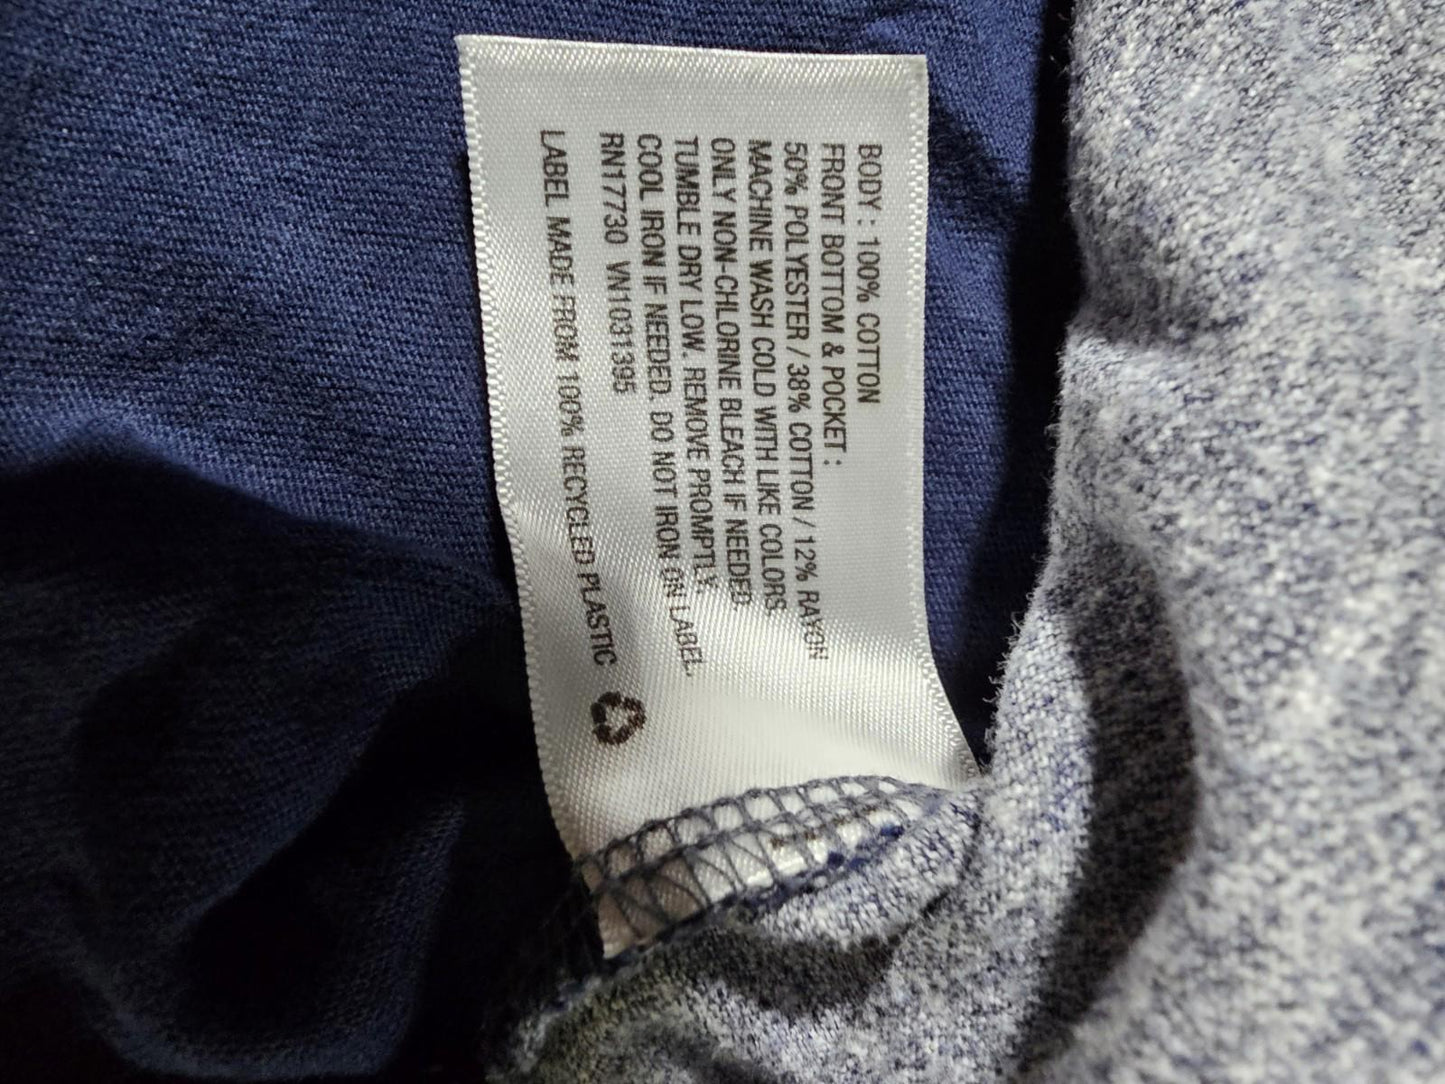 BODY : 100% COTTON
FRONT BOTTOM & POCKET :
50% POLYESTER / 38% COTTON / 12% RAYON
MACHINE WASH COLD WITH LIKE COLORS
ONLY NON-CHLORINE BLEACH IF NEEDED.
TUMBLE DRY LOW. REMOVE PROMPTLY.
COOL IRON IF NEEDED. DO NOT IRON ON LABEL.
RN17730 VN1031395
LABEL MADE FROM 100% RECYCLED PLASTIC